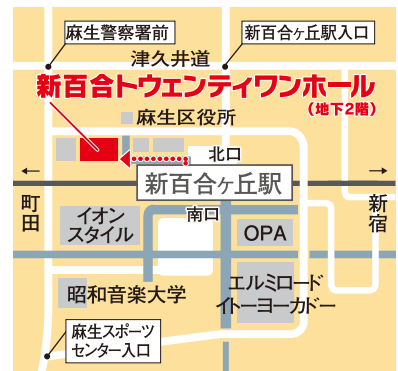 麻生警察署前
新百合ヶ丘駅入口
津久井道
新百合トウェンティワンホール
(地下2階)
麻生区役所
北口
←
→
新百合ヶ丘駅
町田
新宿
南口
イオン
スタイル
OPA
昭和音楽大学
エルミロード
イトーヨーカドー
麻生スポーツ
センター入口